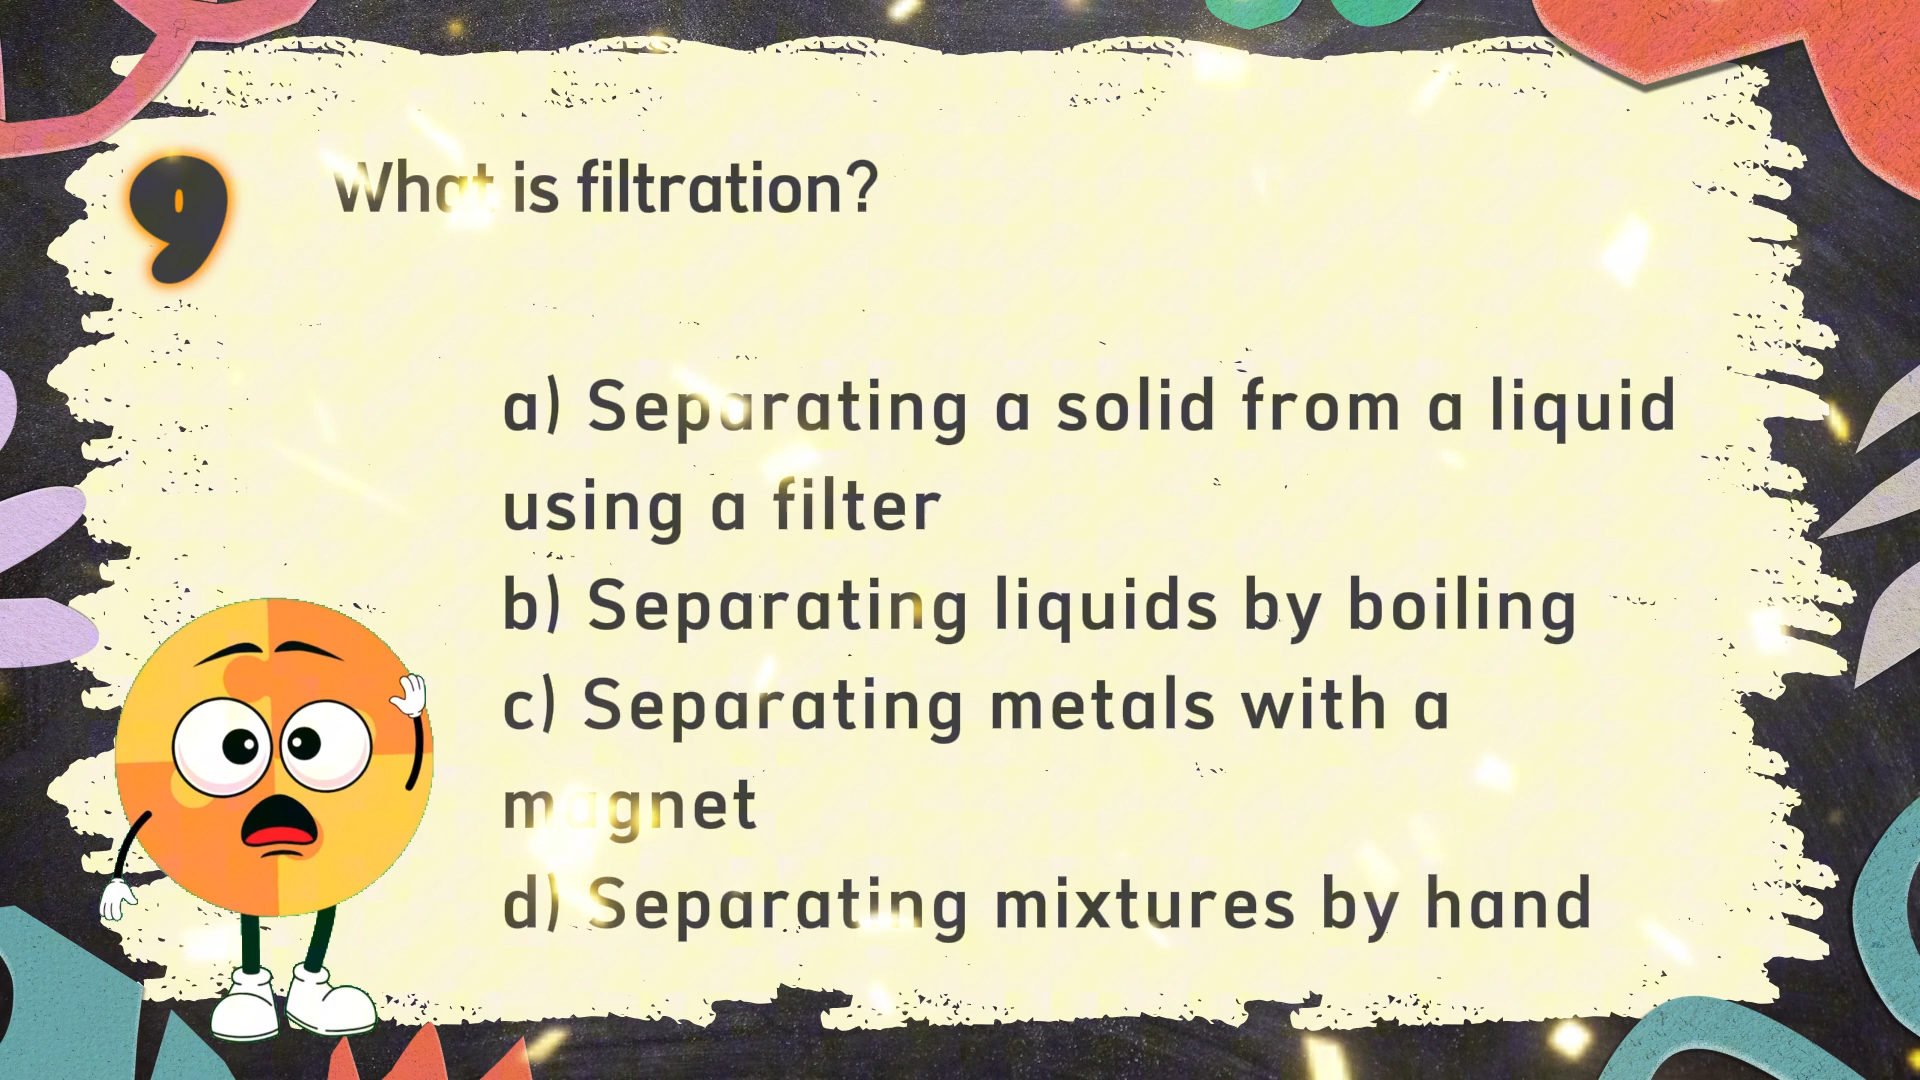 9
What is filtration?
a) Separating a solid from a liquid
using a filter
b) Separating liquids by boiling
c) Separating metals with a
magnet
d) Separating mixtures by hand